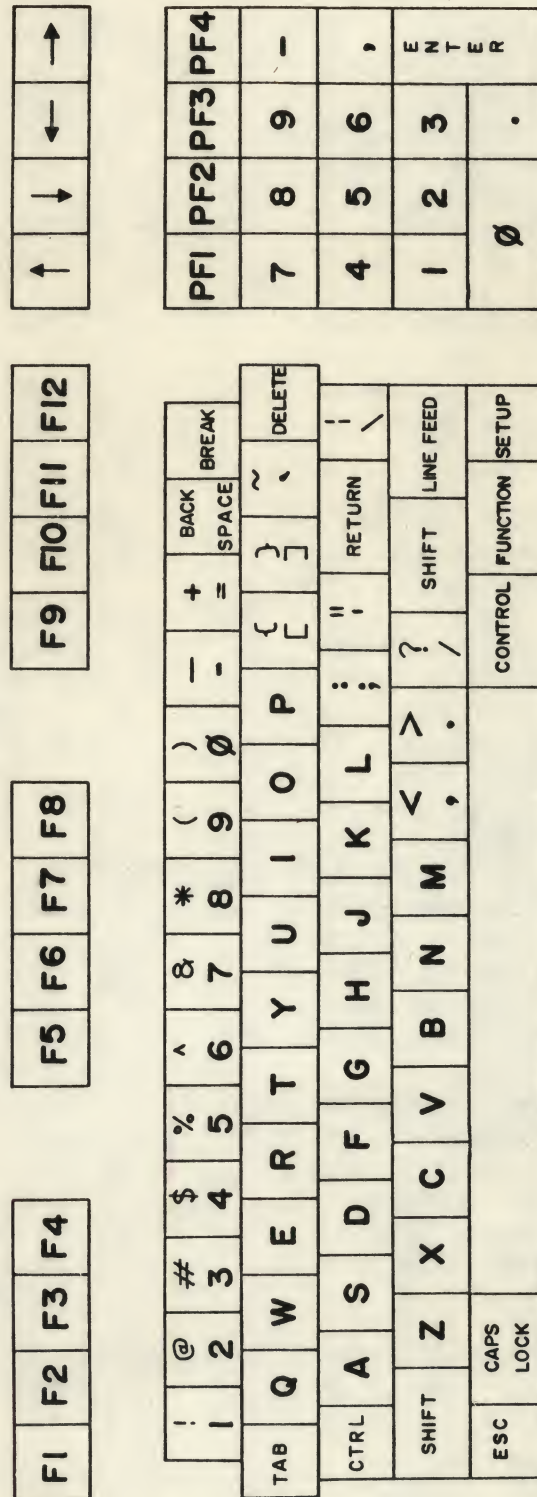 F1 F2 F3 F4 F5 F6 F7 F8 F9 F10 F11 F12 ↑ ↓ ← →
! @ # $ % ^ & * ( ) — + BACK
1 2 3 4 5 6 7 8 9 Ø - = SPACE BREAK
PF1 PF2 PF3 PF4
{ } ~
TAB Q W E R T Y U I O P [ ] ` DELETE
7 8 9 -
: " ¦
CTRL A S D F G H J K L ; ' RETURN \
4 5 6 ,
< > ?
SHIFT Z X C V B N M , . / SHIFT LINE FEED
1 2 3 ENTER
ESC CAPS LOCK CONTROL FUNCTION SETUP
Ø .